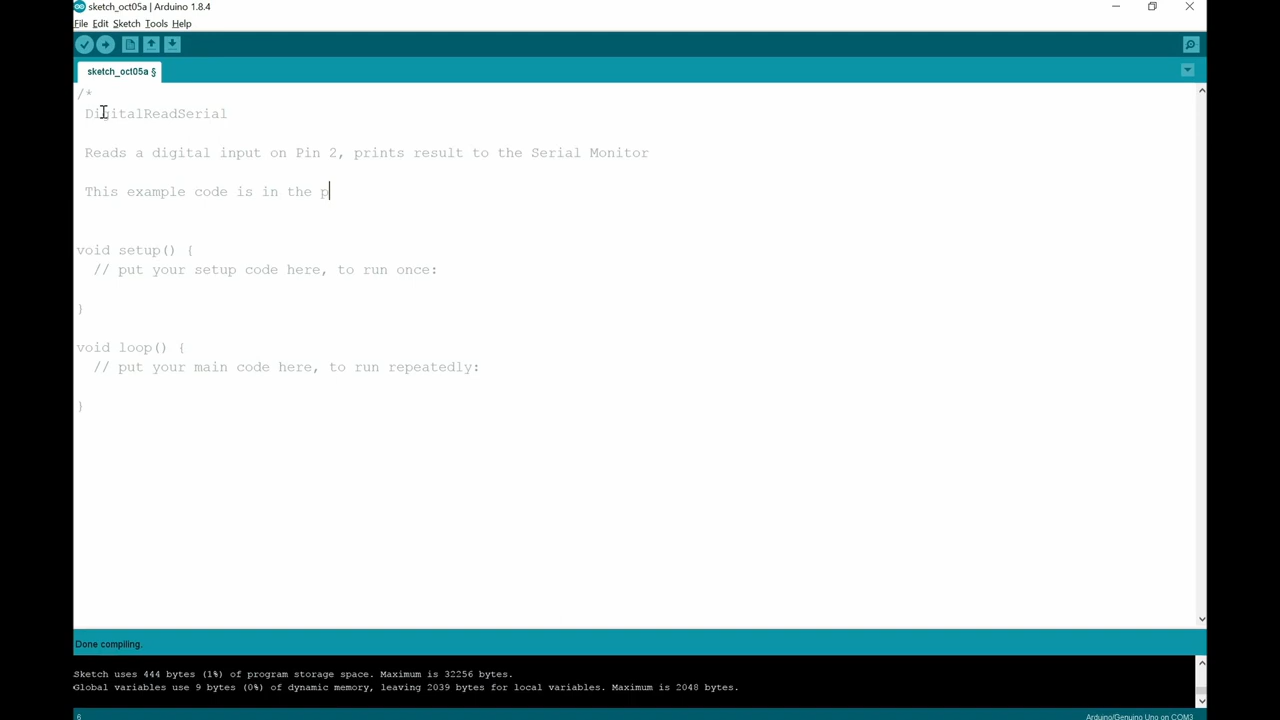 sketch_oct05a | Arduino 1.8.4
File Edit Sketch Tools Help
sketch_oct05a §
/*
DigitalReadSerial
Reads a digital input on Pin 2, prints result to the Serial Monitor
This example code is in the p
void setup() {
// put your setup code here, to run once:
}
void loop() {
// put your main code here, to run repeatedly:
}
Done compiling.
Sketch uses 444 bytes (1%) of program storage space. Maximum is 32256 bytes.
Global variables use 9 bytes (0%) of dynamic memory, leaving 2039 bytes for local variables. Maximum is 2048 bytes.
6 Arduino/Genuino Uno on COM3